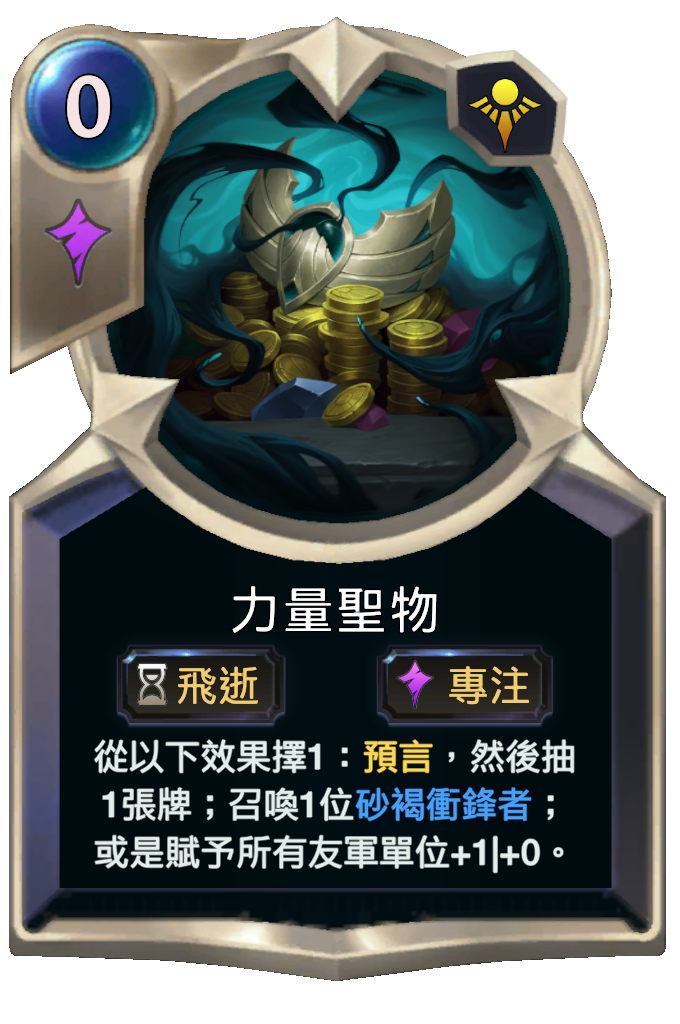 0
力量聖物
飛逝 專注
從以下效果擇1：預言，然後抽
1張牌；召喚1位砂褐衝鋒者；
或是賦予所有友軍單位+1|+0。